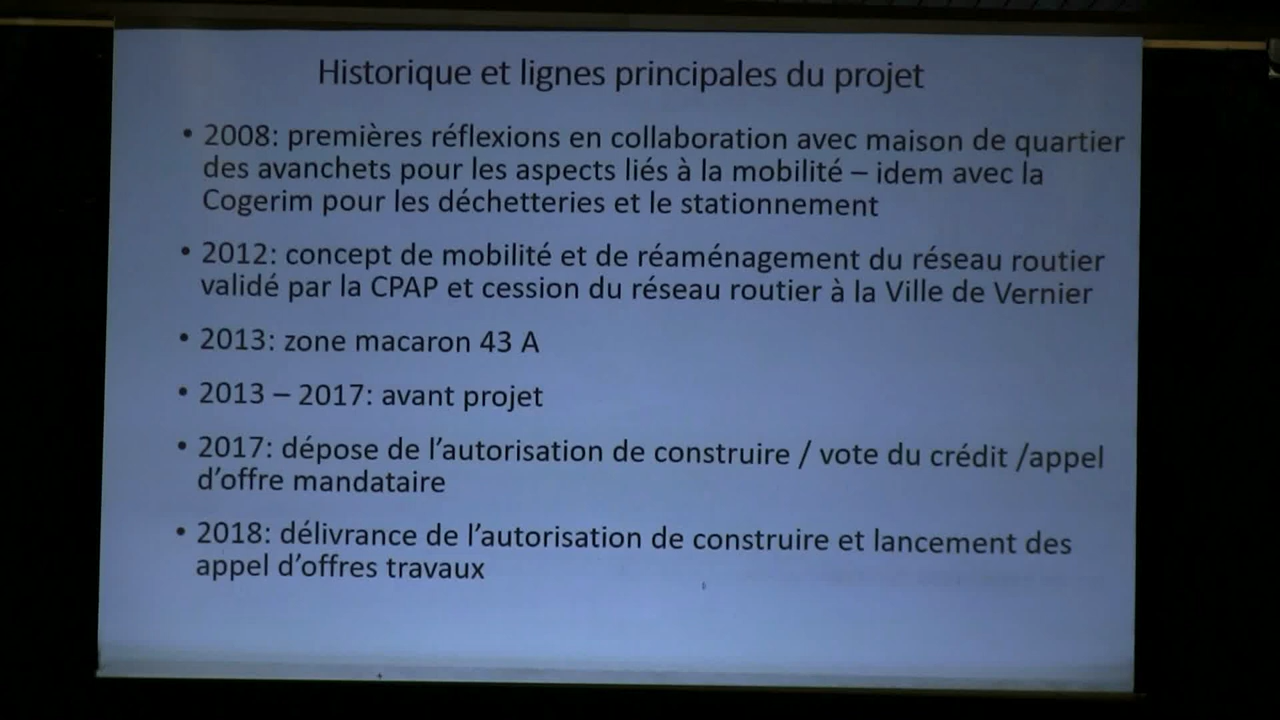 Historique et lignes principales du projet
• 2008: premières réflexions en collaboration avec maison de quartier
des avanchets pour les aspects liés à la mobilité – idem avec la
Cogerim pour les déchetteries et le stationnement
• 2012: concept de mobilité et de réaménagement du réseau routier
validé par la CPAP et cession du réseau routier à la Ville de Vernier
• 2013: zone macaron 43 A
• 2013 – 2017: avant projet
• 2017: dépose de l’autorisation de construire / vote du crédit /appel
d’offre mandataire
• 2018: délivrance de l’autorisation de construire et lancement des
appel d’offres travaux